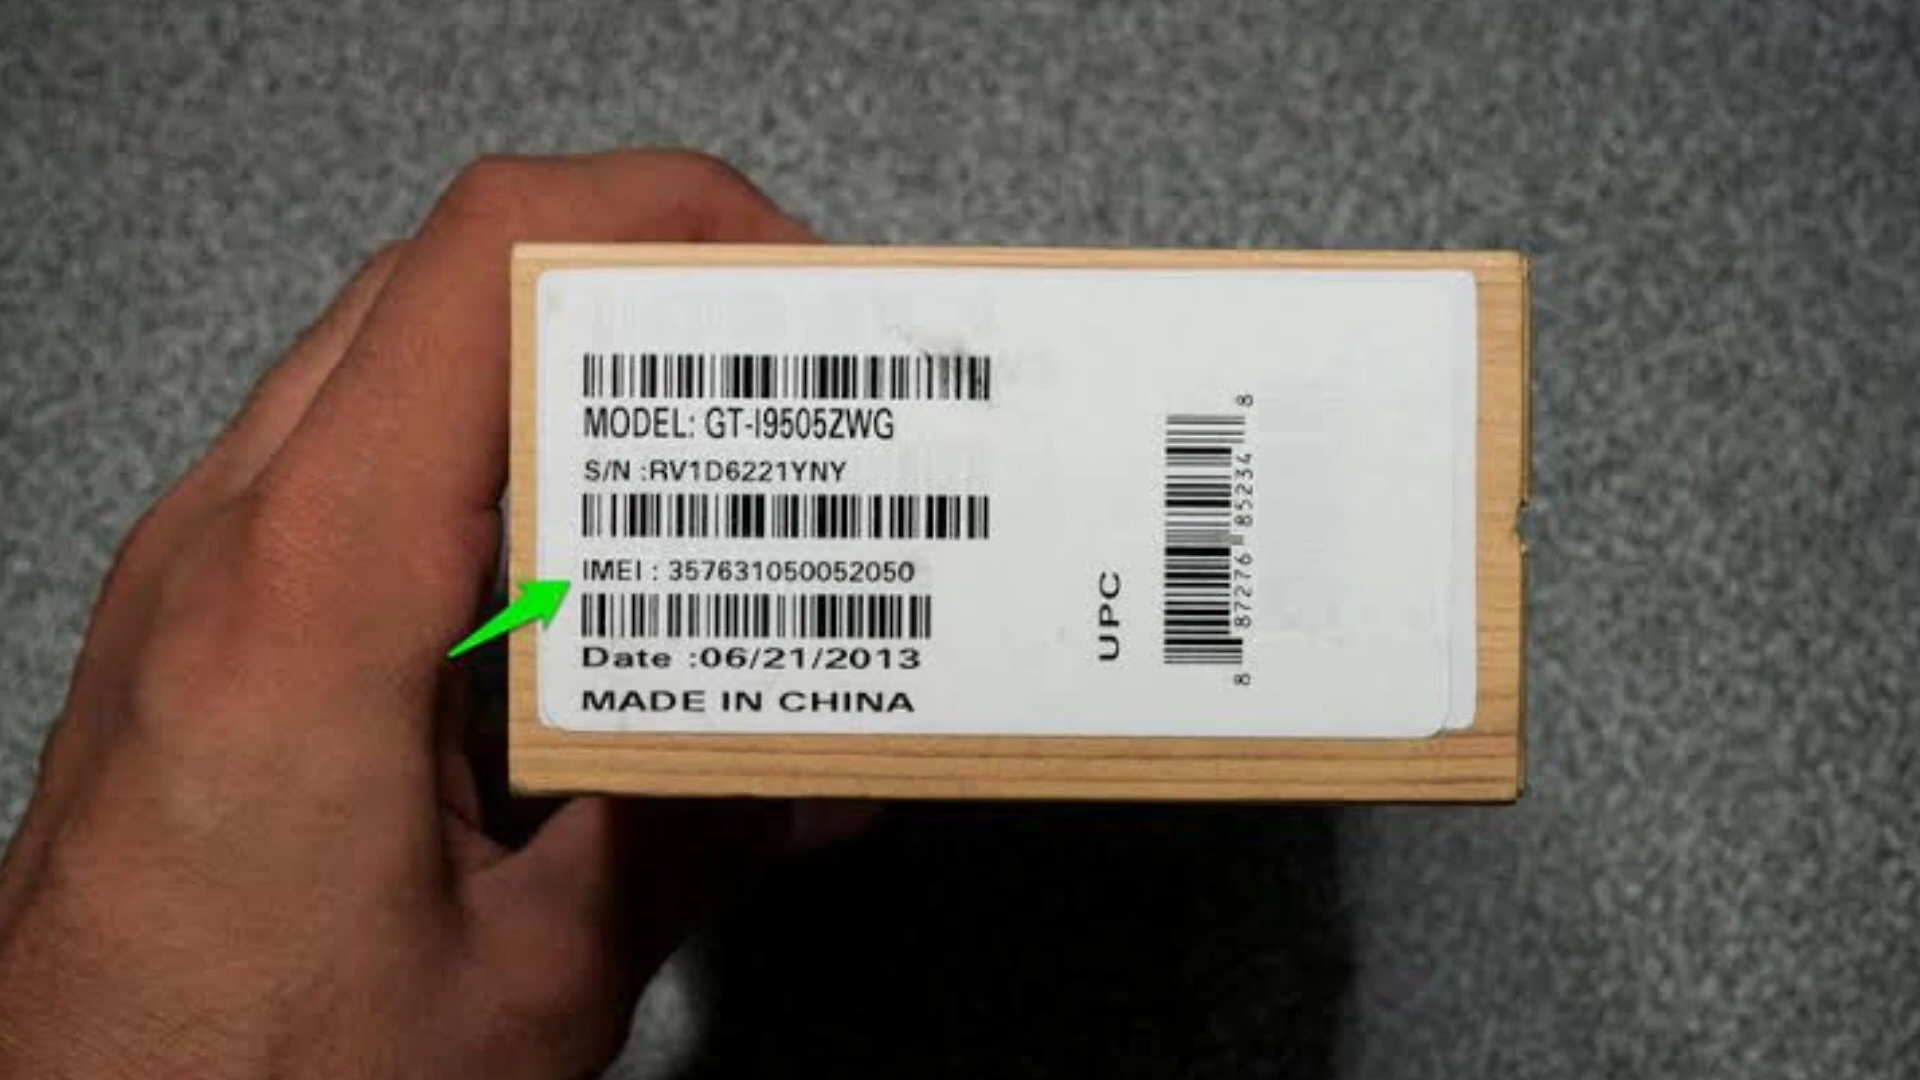 MODEL: GT-I9505ZWG
S/N :RV1D6221YNY
IMEI : 357631050052050
Date :06/21/2013
MADE IN CHINA
UPC
8 87276 85234 8